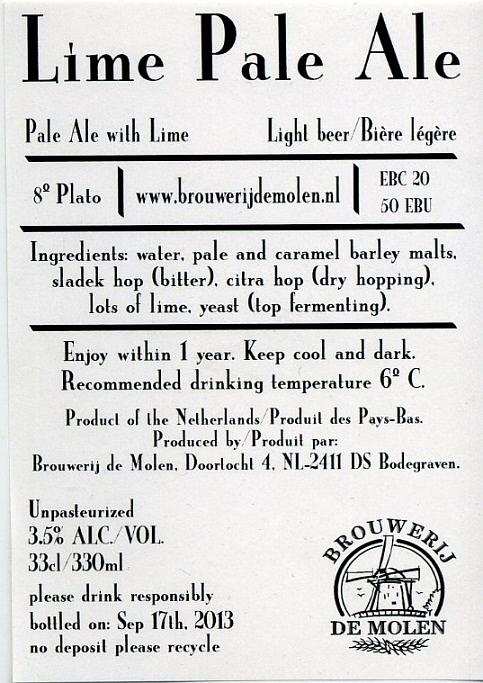 Lime Pale Ale
Pale Ale with Lime Light beer/Bière légère
8º Plato www.brouwerijdemolen.nl EBC 20
50 EBU
Ingredients: water, pale and caramel barley malts,
sladek hop (bitter), citra hop (dry hopping),
lots of lime, yeast (top fermenting).
Enjoy within 1 year. Keep cool and dark.
Recommended drinking temperature 6º C.
Product of the Netherlands/Produit des Pays-Bas.
Produced by/Produit par:
Brouwerij de Molen, Doortocht 4, NL-2411 DS Bodegraven.
Unpasteurized
3.5% ALC./VOL.
33cl/330ml
please drink responsibly
bottled on: Sep 17th, 2013
no deposit please recycle
BROUWERIJ
DE MOLEN